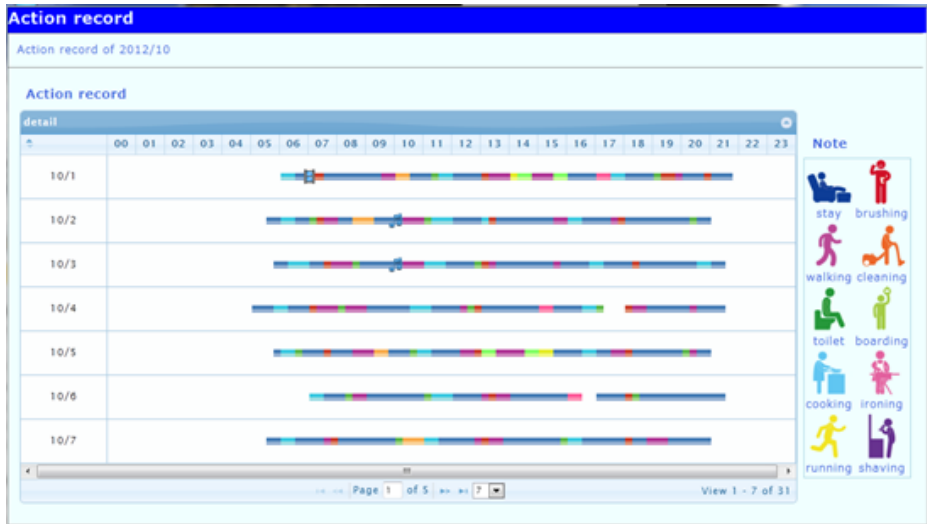 Action record
Action record of 2012/10
Action record
detail
00 01 02 03 04 05 06 07 08 09 10 11 12 13 14 15 16 17 18 19 20 21 22 23
10/1
10/2
10/3
10/4
10/5
10/6
10/7
Page 1 of 5 7
View 1 - 7 of 31
Note
stay brushing
walking cleaning
toilet boarding
cooking ironing
running shaving